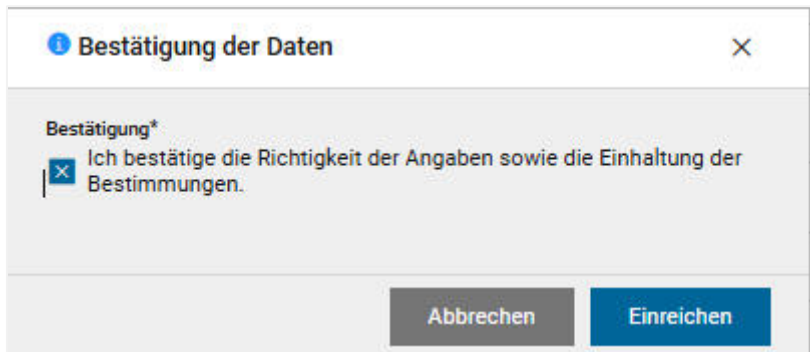 Bestätigung der Daten
Bestätigung*
Ich bestätige die Richtigkeit der Angaben sowie die Einhaltung der
Bestimmungen.
Abbrechen
Einreichen